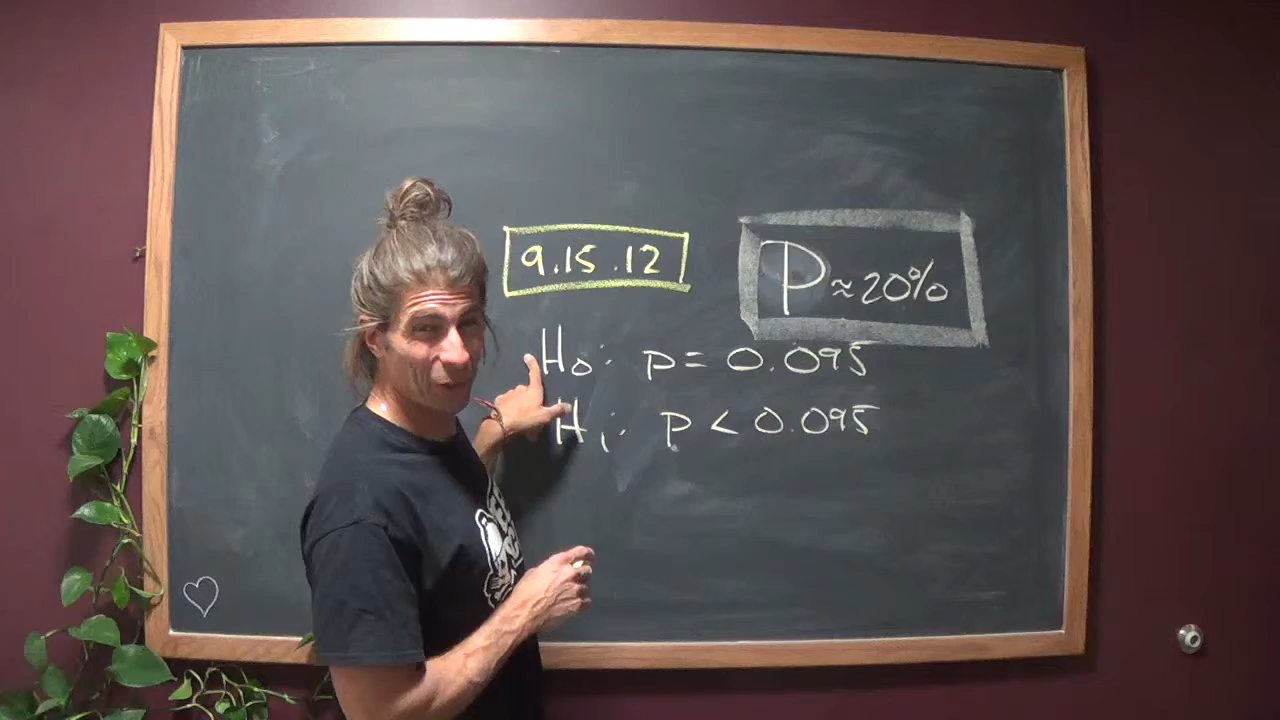 9.15.12
P≈20%
H₀: p = 0.095
H₁: p < 0.095